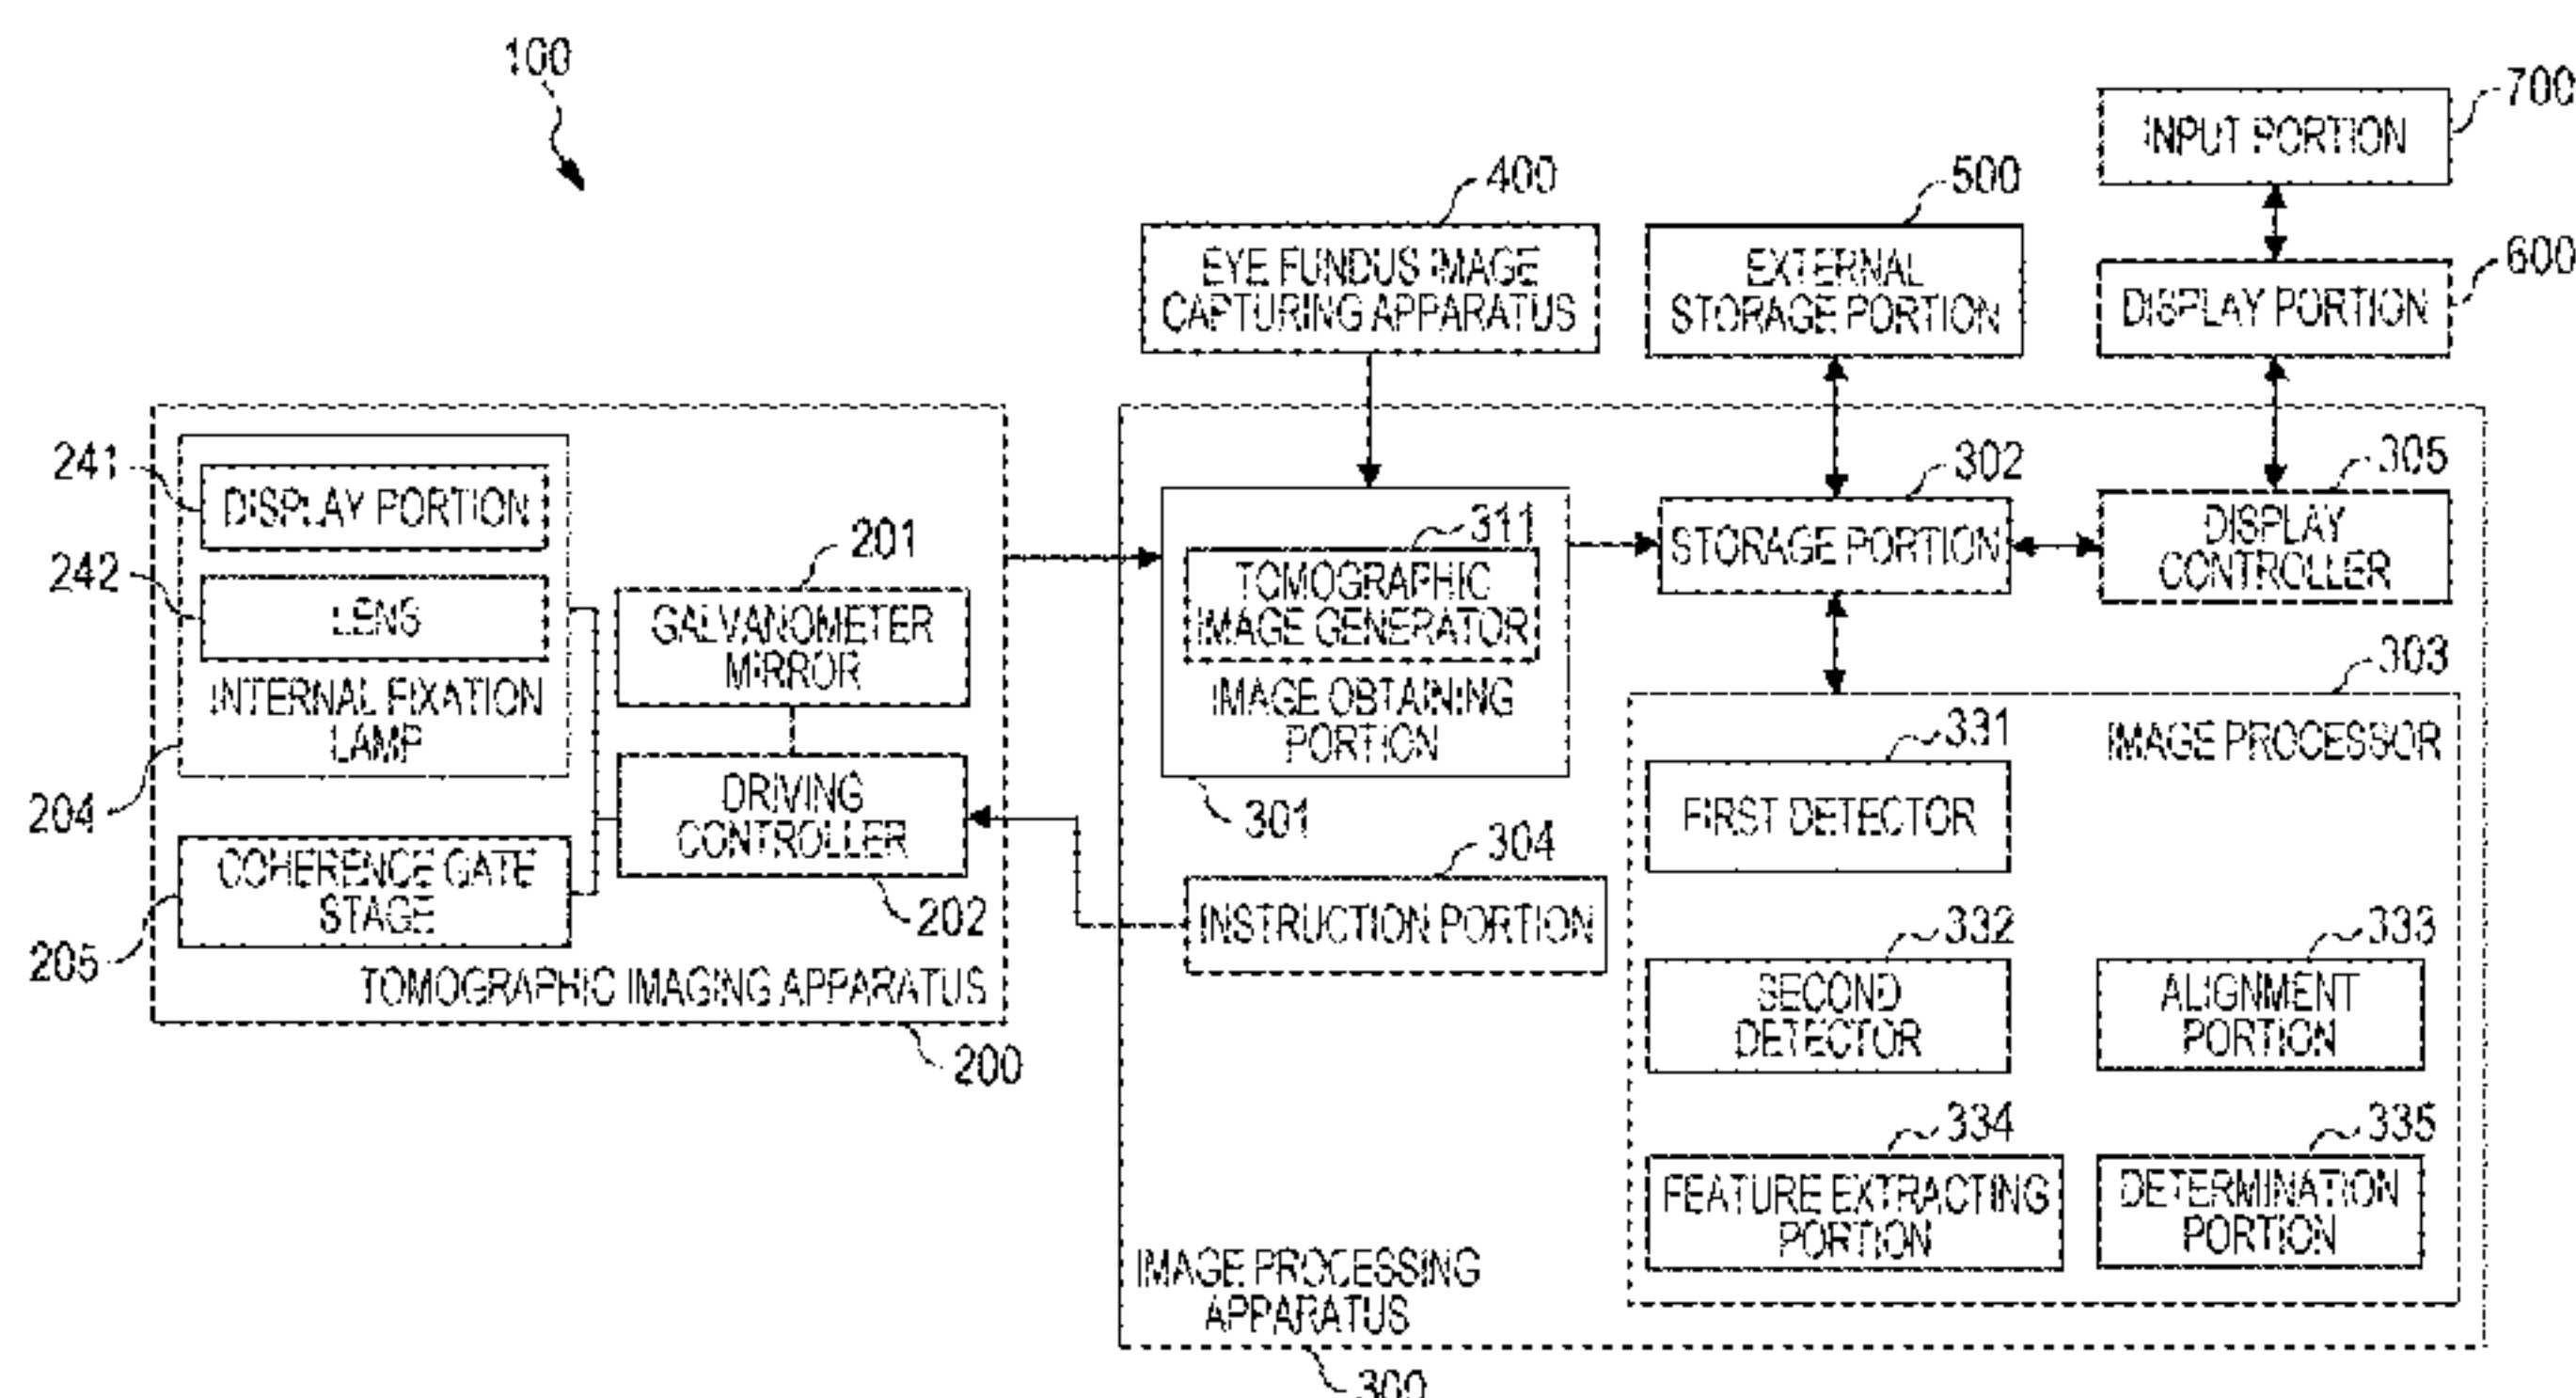 100
700
INPUT PORTION
400
500
600
EYE FUNDUS IMAGE
CAPTURING APPARATUS
EXTERNAL
STORAGE PORTION
DISPLAY PORTION
241
DISPLAY PORTION
242
LENS
INTERNAL FIXATION
LAMP
204
201
GALVANOMETER
MIRROR
DRIVING
CONTROLLER
202
COHERENCE GATE
STAGE
205
TOMOGRAPHIC IMAGING APPARATUS
200
311
TOMOGRAPHIC
IMAGE GENERATOR
IMAGE OBTAINING
PORTION
301
302
STORAGE PORTION
305
DISPLAY
CONTROLLER
304
INSTRUCTION PORTION
303
IMAGE PROCESSOR
331
FIRST DETECTOR
332
SECOND
DETECTOR
333
ALIGNMENT
PORTION
334
FEATURE EXTRACTING
PORTION
335
DETERMINATION
PORTION
IMAGE PROCESSING
APPARATUS
300